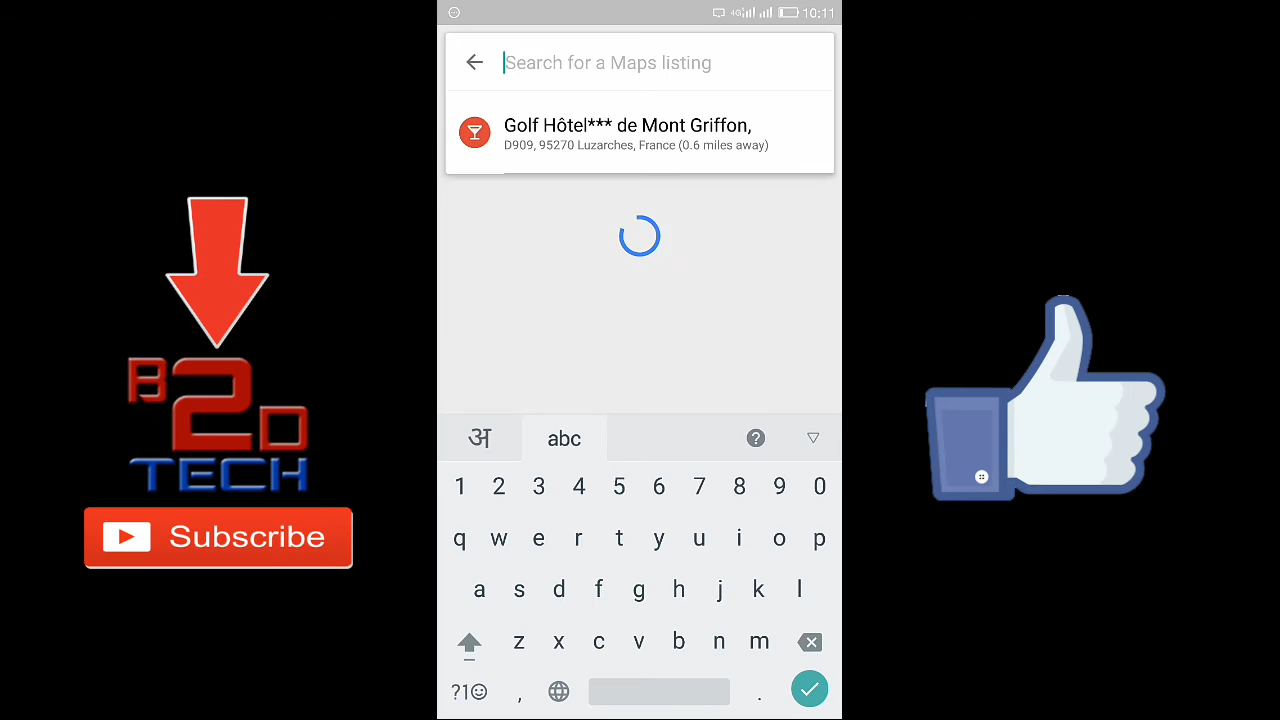 4G 10:11
Search for a Maps listing
Golf Hôtel*** de Mont Griffon,
D909, 95270 Luzarches, France (0.6 miles away)
B2D
TECH
Subscribe
अ abc ?
1 2 3 4 5 6 7 8 9 0
q w e r t y u i o p
a s d f g h j k l
z x c v b n m
?1 , .